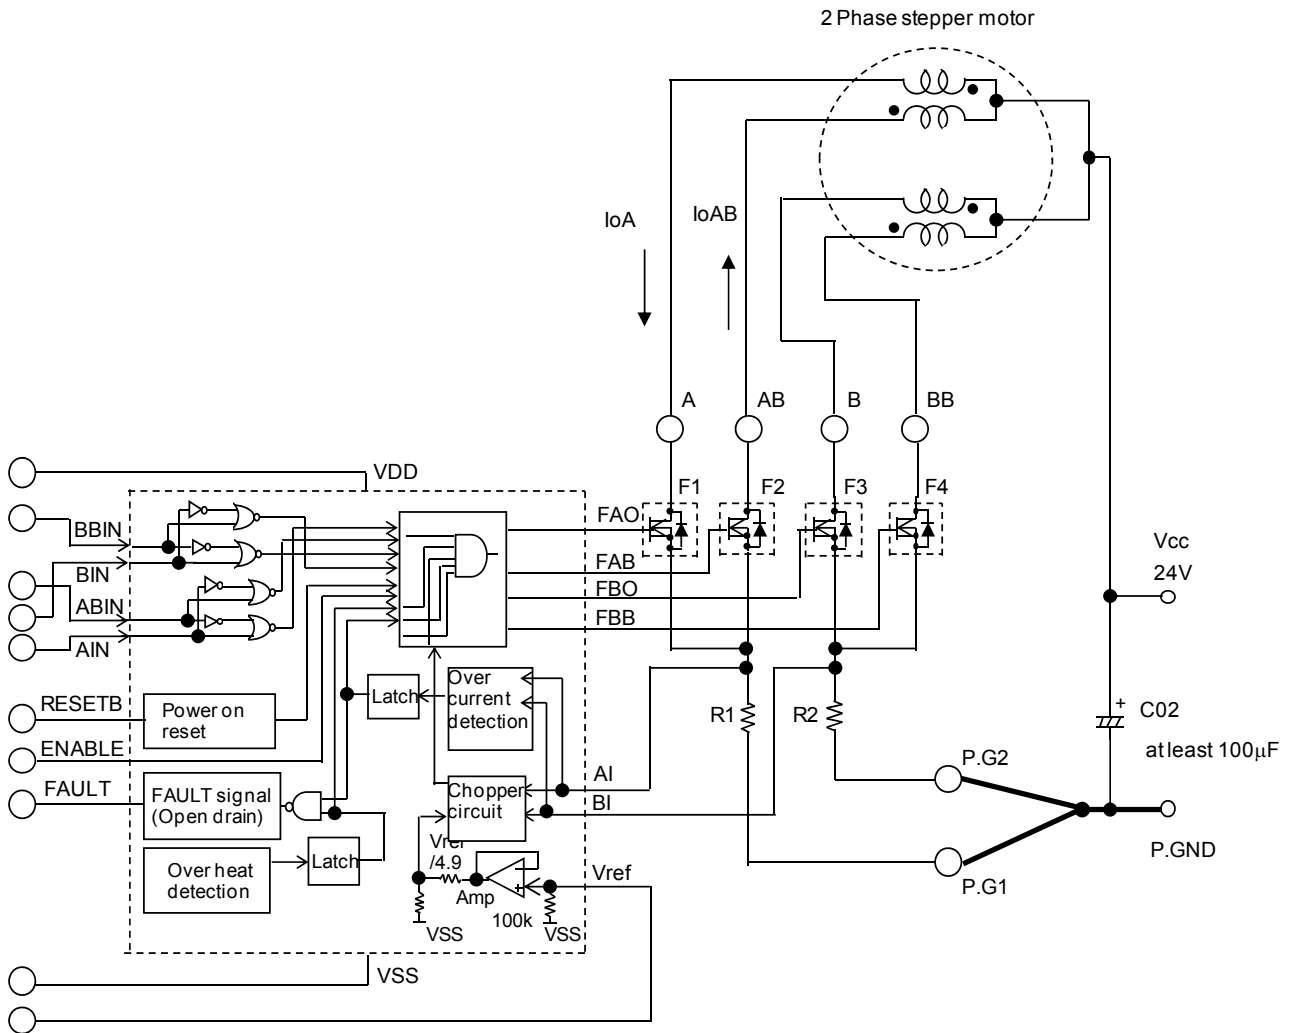 2 Phase stepper motor
IoA
IoAB
A
AB
B
BB
VDD
F1
F2
F3
F4
BBIN
BIN
ABIN
AIN
FAO
FAB
FBO
FBB
Vcc
24V
RESETB
Power on
reset
Latch
Over
current
detection
R1
R2
C02
+
at least 100µF
ENABLE
FAULT
FAULT signal
(Open drain)
Chopper
circuit
AI
BI
P.G2
P.GND
Over heat
detection
Latch
Vref
/4.9
Amp
+
100k
Vref
P.G1
VSS
VSS
VSS